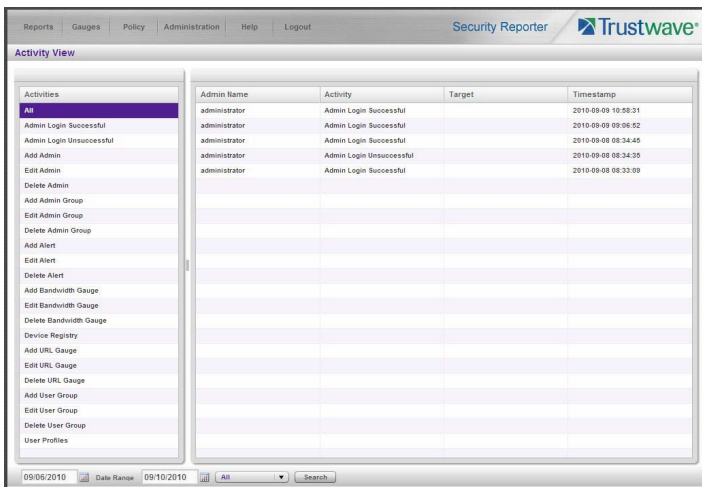 Reports Gauges Policy Administration Help Logout Security Reporter Trustwave®
Activity View
Activities
All
Admin Login Successful
Admin Login Unsuccessful
Add Admin
Edit Admin
Delete Admin
Add Admin Group
Edit Admin Group
Delete Admin Group
Add Alert
Edit Alert
Delete Alert
Add Bandwidth Gauge
Edit Bandwidth Gauge
Delete Bandwidth Gauge
Device Registry
Add URL Gauge
Edit URL Gauge
Delete URL Gauge
Add User Group
Edit User Group
Delete User Group
User Profiles
Admin Name Activity Target Timestamp
administrator Admin Login Successful 2010-09-09 10:58:31
administrator Admin Login Successful 2010-09-09 09:06:52
administrator Admin Login Successful 2010-09-08 08:34:45
administrator Admin Login Unsuccessful 2010-09-08 08:34:35
administrator Admin Login Successful 2010-09-08 08:33:09
09/06/2010 Date Range 09/10/2010 All Search